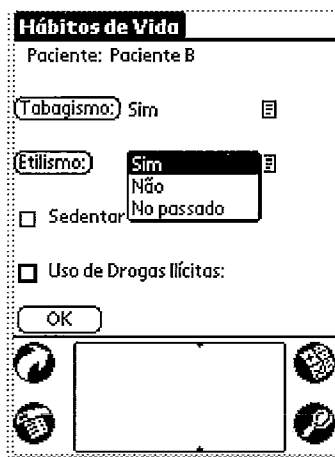 Hábitos de Vida
Paciente: Paciente B
Tabagismo: Sim
Etilismo: Sim
Não
No passado
Sedentar
Uso de Drogas Ilícitas:
OK